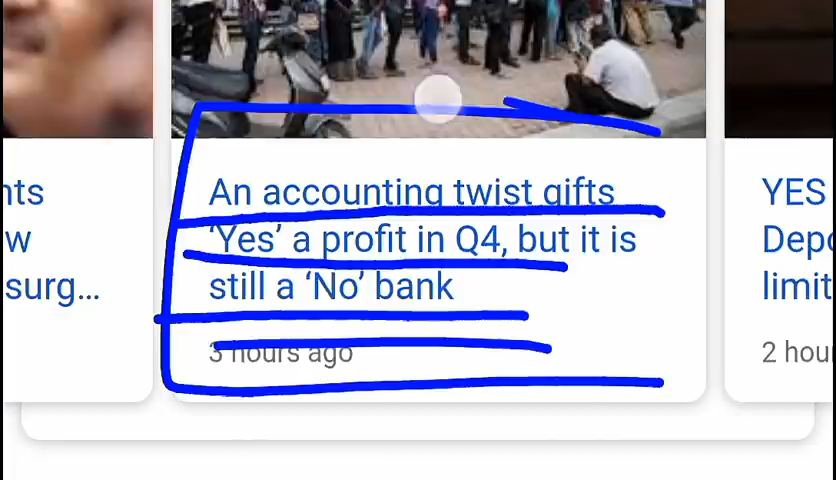 nts
w
surg...
An accounting twist gifts
'Yes' a profit in Q4, but it is
still a 'No' bank
3 hours ago
YES
Depo
limit
2 hour